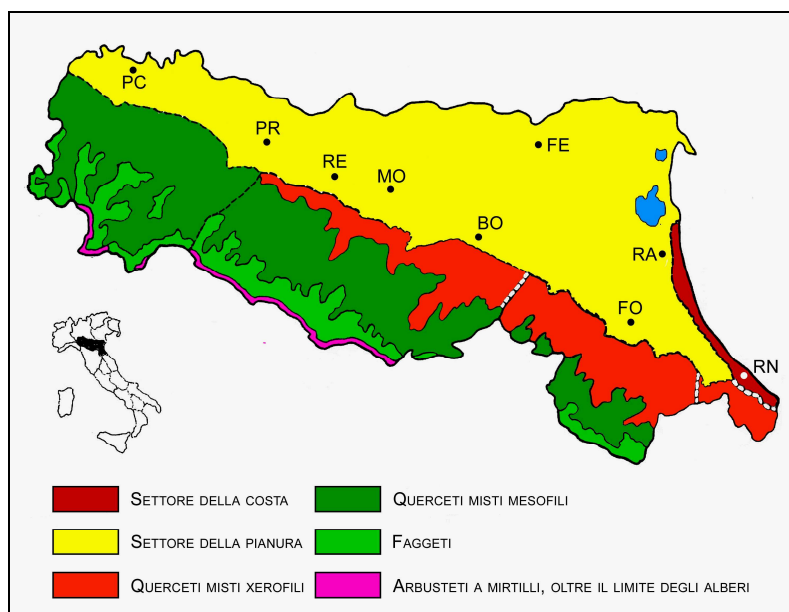 PC
PR
RE
MO
FE
BO
RA
FO
RN
SETTORE DELLA COSTA
QUERCETI MISTI MESOFILI
SETTORE DELLA PIANURA
FAGGETI
QUERCETI MISTI XEROFILI
ARBUSTETI A MIRTILLI, OLTRE IL LIMITE DEGLI ALBERI